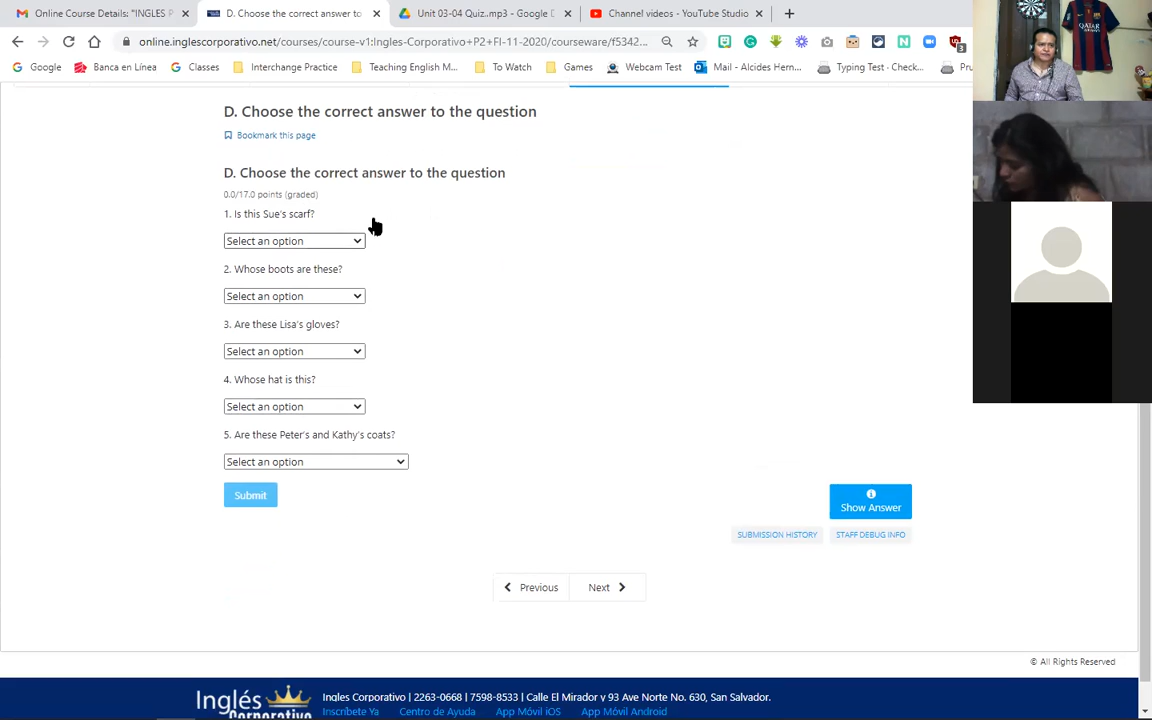 Online Course Details: "INGLES P
D. Choose the correct answer to
Unit 03-04 Quiz..mp3 - Google D
Channel videos - YouTube Studio
online.inglescorporativo.net/courses/course-v1:Ingles-Corporativo+P2+FI-11-2020/courseware/f5342...
Google
Banca en Línea
Classes
Interchange Practice
Teaching English M...
To Watch
Games
Webcam Test
Mail - Alcides Hern...
Typing Test - Check...
Pru
D. Choose the correct answer to the question
Bookmark this page
D. Choose the correct answer to the question
0.0/17.0 points (graded)
1. Is this Sue's scarf?
Select an option
2. Whose boots are these?
Select an option
3. Are these Lisa's gloves?
Select an option
4. Whose hat is this?
Select an option
5. Are these Peter's and Kathy's coats?
Select an option
Submit
Show Answer
SUBMISSION HISTORY
STAFF DEBUG INFO
Previous
Next
© All Rights Reserved
Inglés
Corporativo
Ingles Corporativo | 2263-0668 | 7598-8533 | Calle El Mirador y 93 Ave Norte No. 630, San Salvador.
Inscríbete Ya
Centro de Ayuda
App Móvil iOS
App Móvil Android